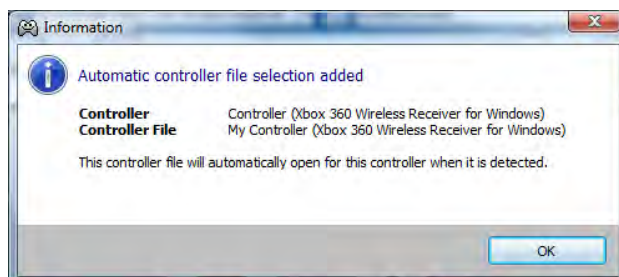 Information
Automatic controller file selection added
Controller Controller (Xbox 360 Wireless Receiver for Windows)
Controller File My Controller (Xbox 360 Wireless Receiver for Windows)
This controller file will automatically open for this controller when it is detected.
OK